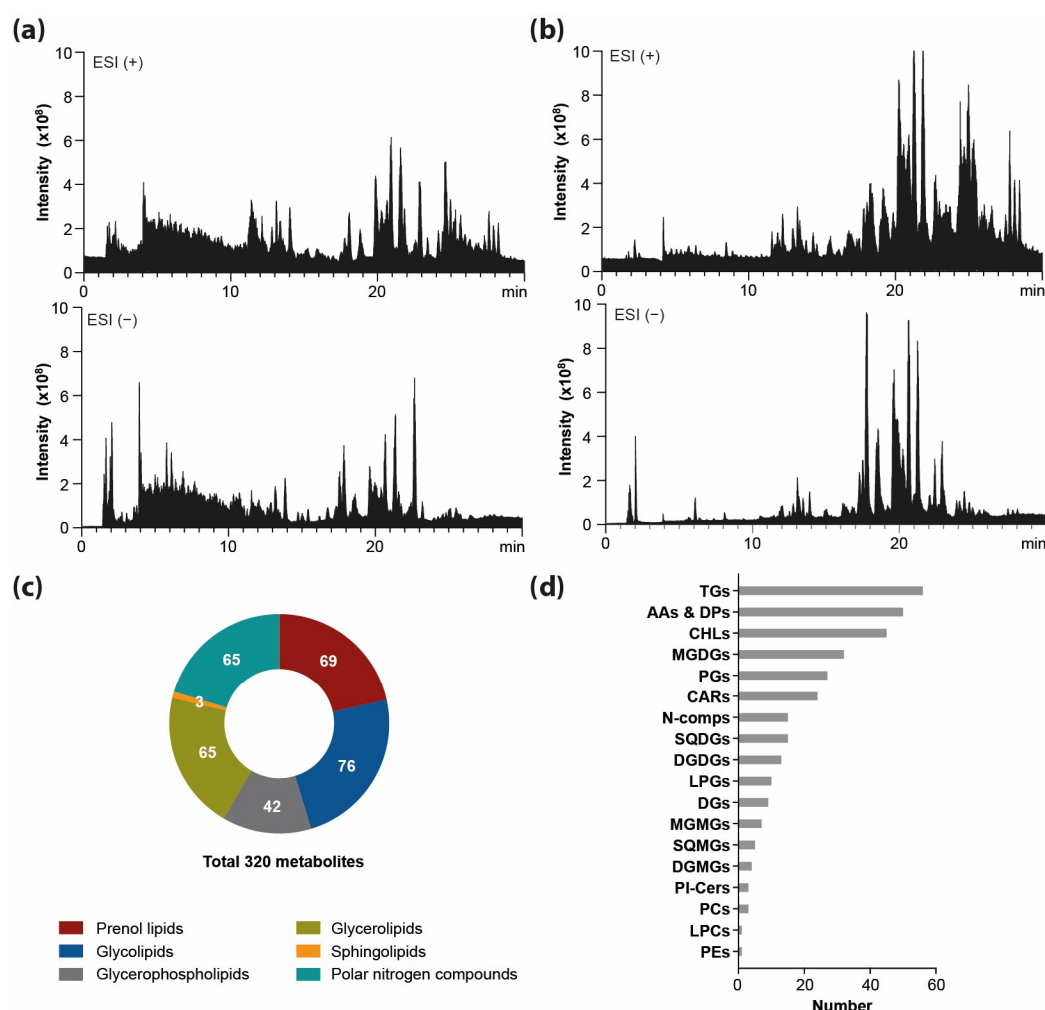 (a)
ESI (+)
Intensity (x10⁸)
10
8
6
4
2
0
0 10 20 min
ESI (−)
Intensity (x10⁸)
10
8
6
4
2
0
0 10 20 min
(b)
ESI (+)
Intensity (x10⁸)
10
8
6
4
2
0
0 10 20 min
ESI (−)
Intensity (x10⁸)
10
8
6
4
2
0
0 10 20 min
(c)
69
76
42
65
3
65
Total 320 metabolites
Prenol lipids
Glycolipids
Glycerophospholipids
Glycerolipids
Sphingolipids
Polar nitrogen compounds
(d)
TGs
AAs & DPs
CHLs
MGDGs
PGs
CARs
N-comps
SQDGs
DGDGs
LPGs
DGs
MGMGs
SQMGs
DGMGs
PI-Cers
PCs
LPCs
PEs
0 20 40 60
Number